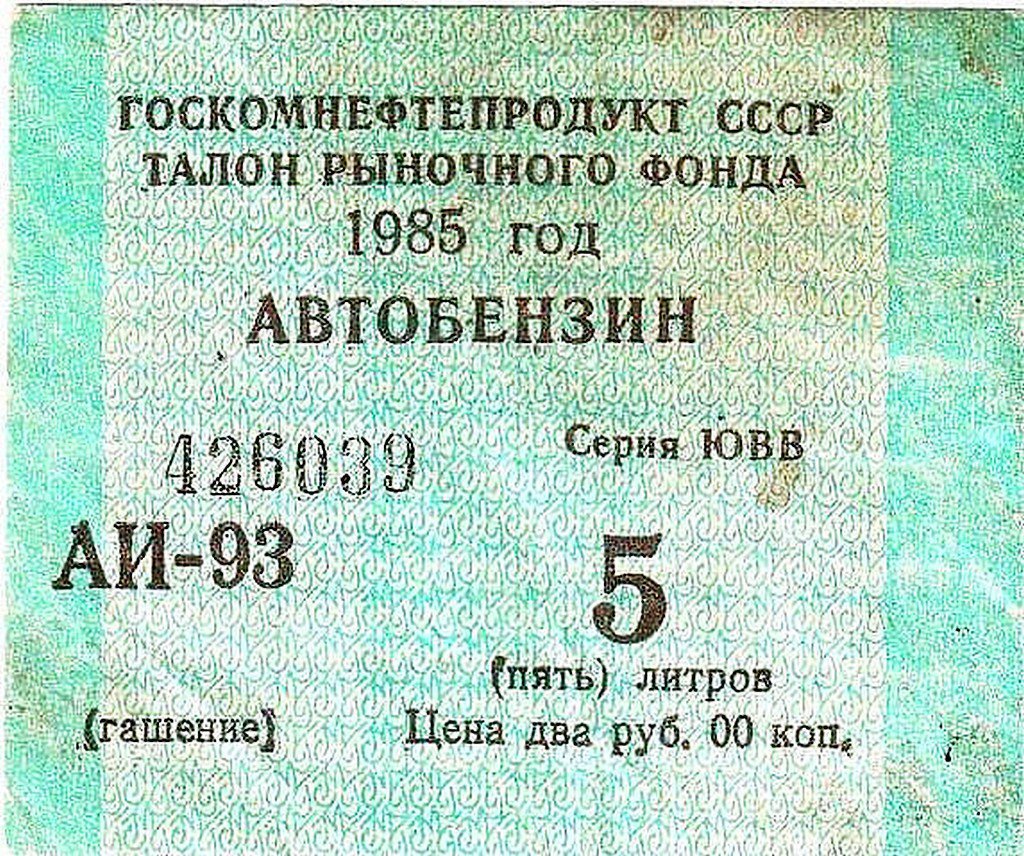 ГОСКОМНЕФТЕПРОДУКТ СССР
ТАЛОН РЫНОЧНОГО ФОНДА
1985 год
АВТОБЕНЗИН
426039 Серия ЮВВ
АИ-93 5
(пять) литров
(гашение) Цена два руб. 00 коп.